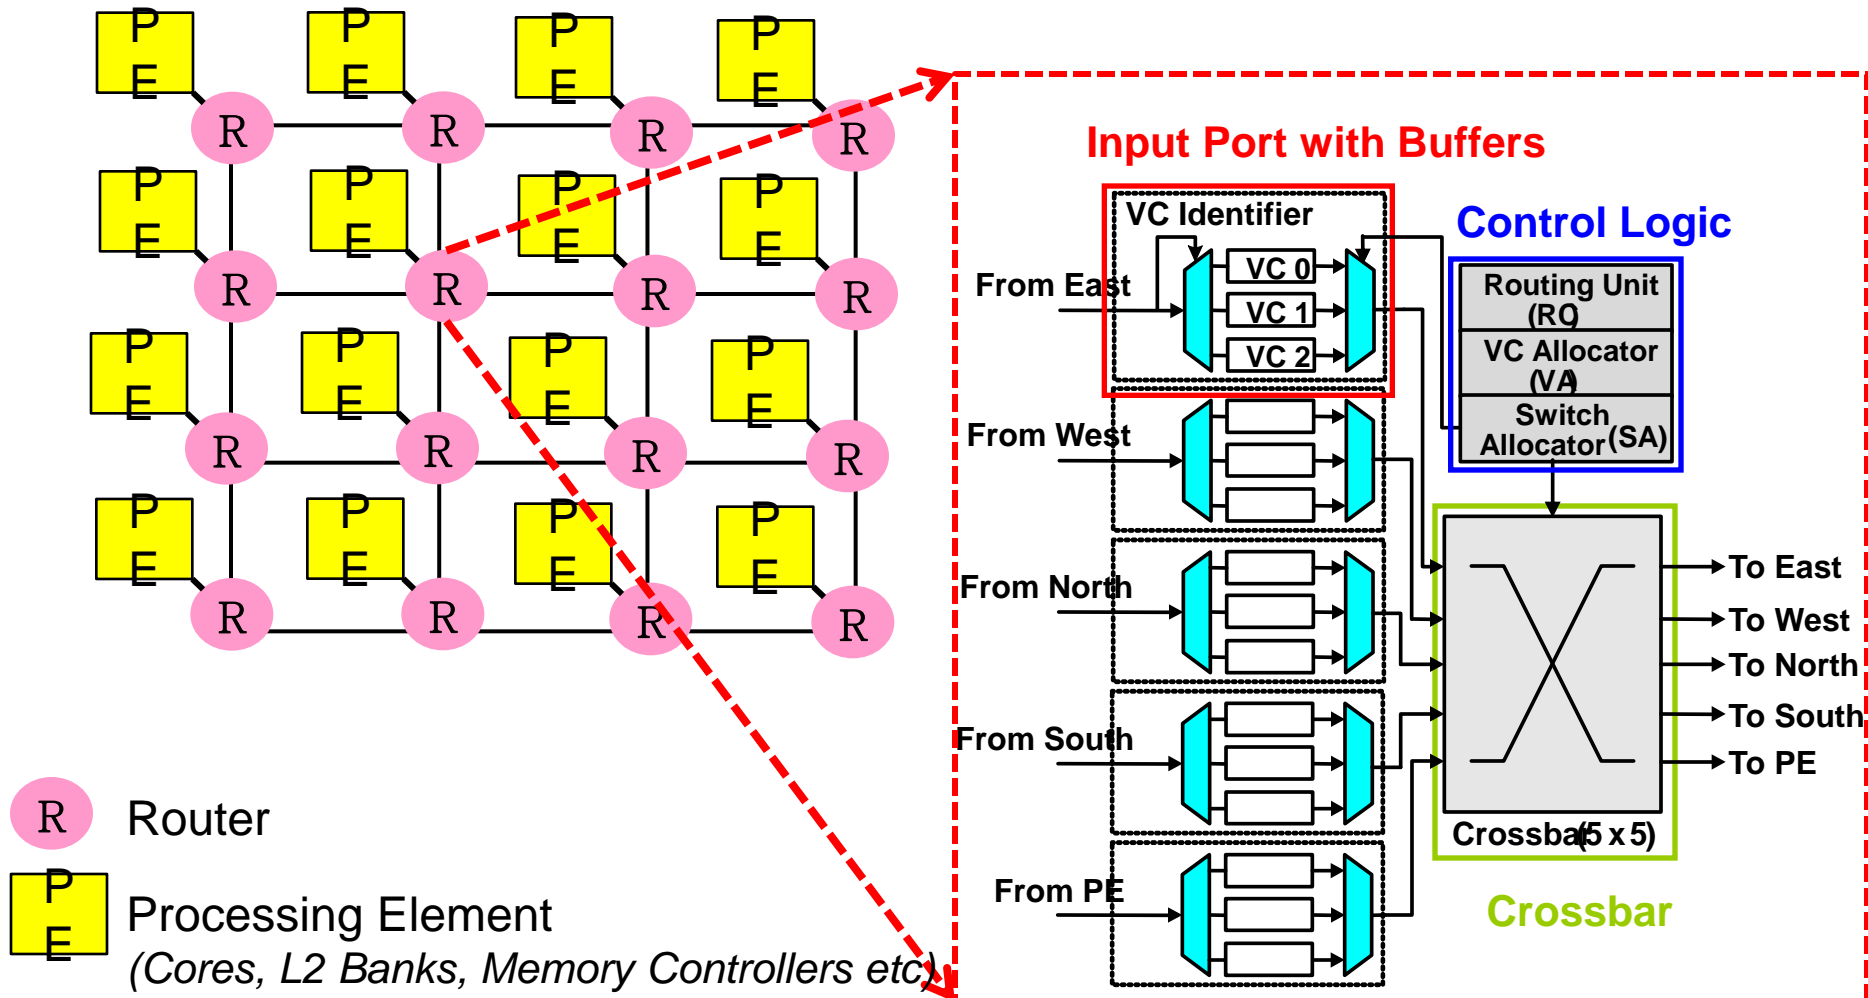 P
E
P
E
P
E
P
E
R
R
R
R
P
E
P
E
P
E
P
E
R
R
R
R
P
E
P
E
P
E
P
E
R
R
R
R
P
E
P
E
P
E
P
E
R
R
R
R
R
Router
P
E
Processing Element
(Cores, L2 Banks, Memory Controllers etc)
Input Port with Buffers
VC Identifier
From East
VC 0
VC 1
VC 2
From West
From North
From South
From PE
Control Logic
Routing Unit
(RC)
VC Allocator
(VA)
Switch
Allocator (SA)
Crossbar (5 x 5)
To East
To West
To North
To South
To PE
Crossbar